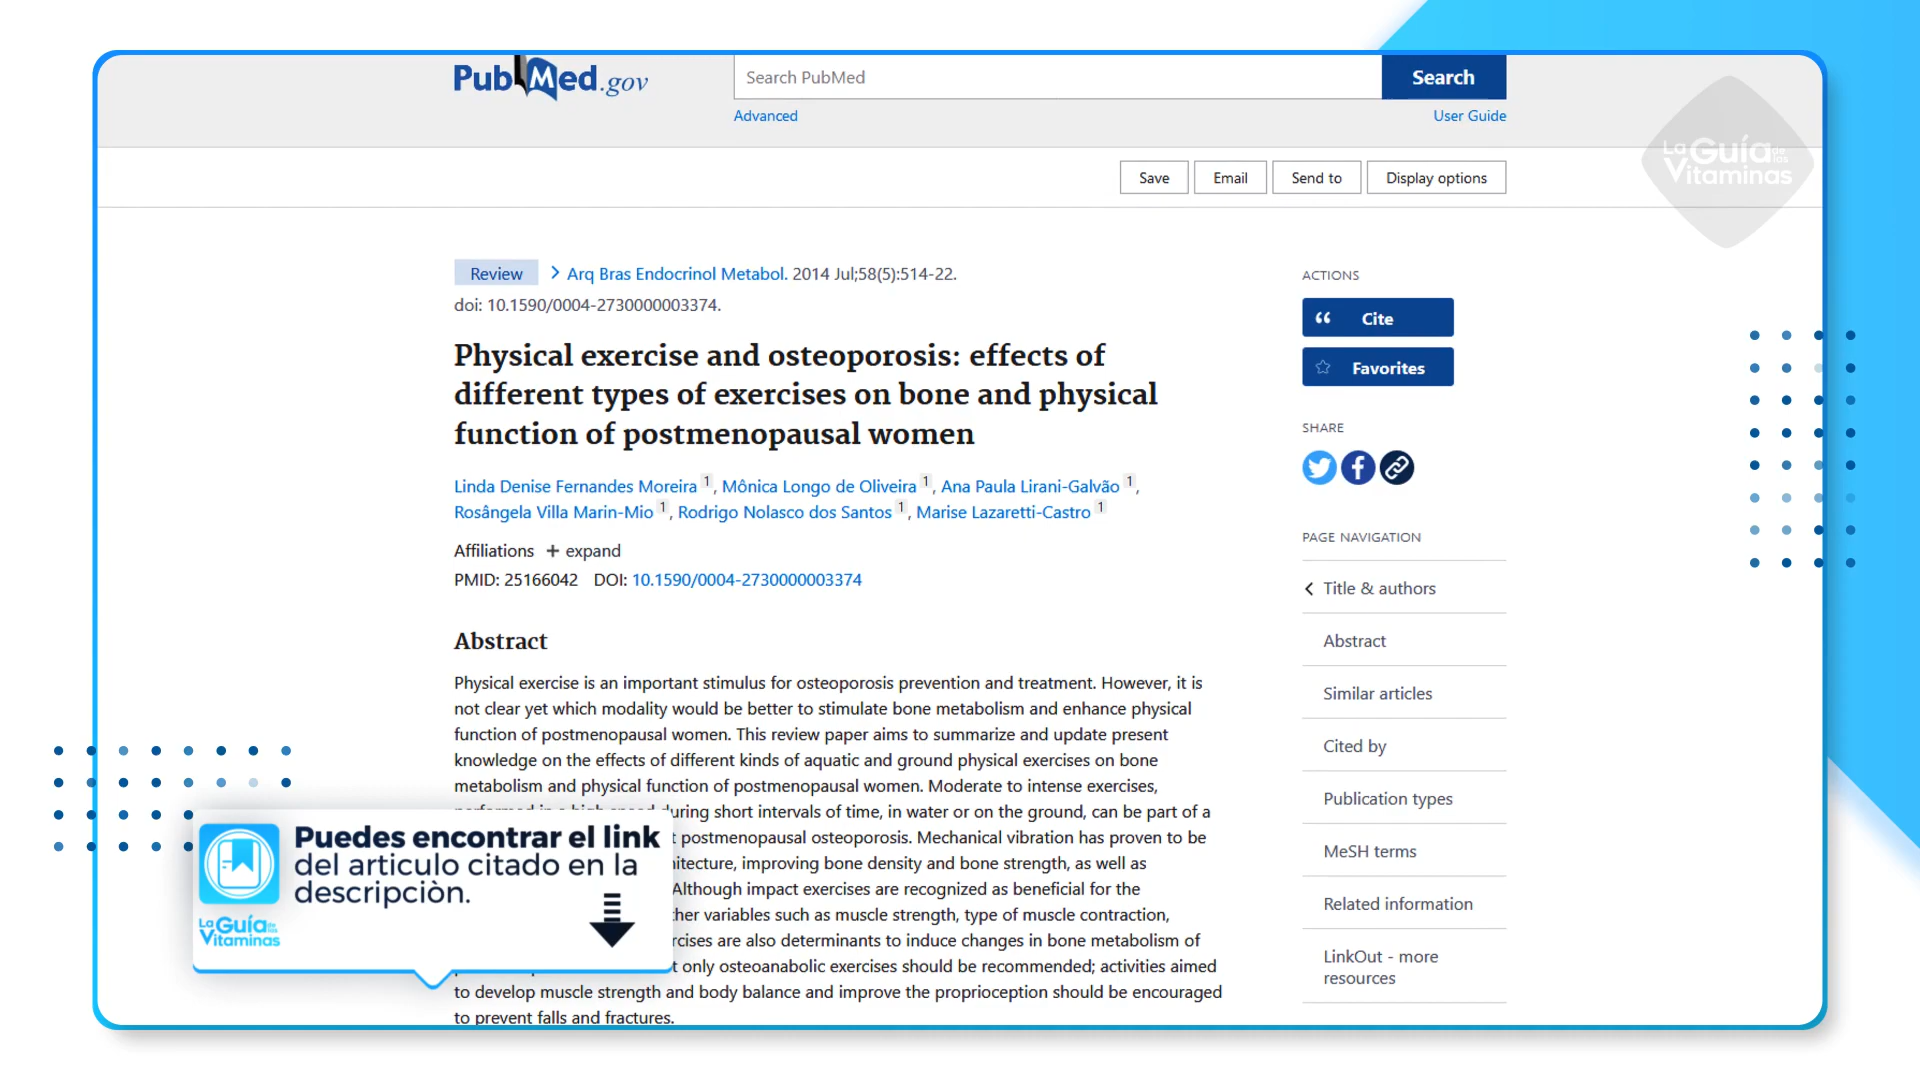 PubMed.gov
Search PubMed
Search
Advanced
User Guide
La Guía de las Vitaminas
Save
Email
Send to
Display options
Review
Arq Bras Endocrinol Metabol. 2014 Jul;58(5):514-22.
doi: 10.1590/0004-2730000003374.
Physical exercise and osteoporosis: effects of
different types of exercises on bone and physical
function of postmenopausal women
Linda Denise Fernandes Moreira 1, Mônica Longo de Oliveira 1, Ana Paula Lirani-Galvão 1,
Rosângela Villa Marin-Mio 1, Rodrigo Nolasco dos Santos 1, Marise Lazaretti-Castro 1
Affiliations + expand
PMID: 25166042 DOI: 10.1590/0004-2730000003374
Abstract
Physical exercise is an important stimulus for osteoporosis prevention and treatment. However, it is
not clear yet which modality would be better to stimulate bone metabolism and enhance physical
function of postmenopausal women. This review paper aims to summarize and update present
knowledge on the effects of different kinds of aquatic and ground physical exercises on bone
metabolism and physical function of postmenopausal women. Moderate to intense exercises,
during short intervals of time, in water or on the ground, can be part of a
postmenopausal osteoporosis. Mechanical vibration has proven to be
improving bone density and bone strength, as well as
Although impact exercises are recognized as beneficial for the
variables such as muscle strength, type of muscle contraction,
are also determinants to induce changes in bone metabolism of
only osteoanabolic exercises should be recommended; activities aimed
to develop muscle strength and body balance and improve the proprioception should be encouraged
to prevent falls and fractures.
ACTIONS
Cite
Favorites
SHARE
PAGE NAVIGATION
Title & authors
Abstract
Similar articles
Cited by
Publication types
MeSH terms
Related information
LinkOut - more
resources
Puedes encontrar el link
del articulo citado en la
descripciòn.
La Guía de las
Vitaminas